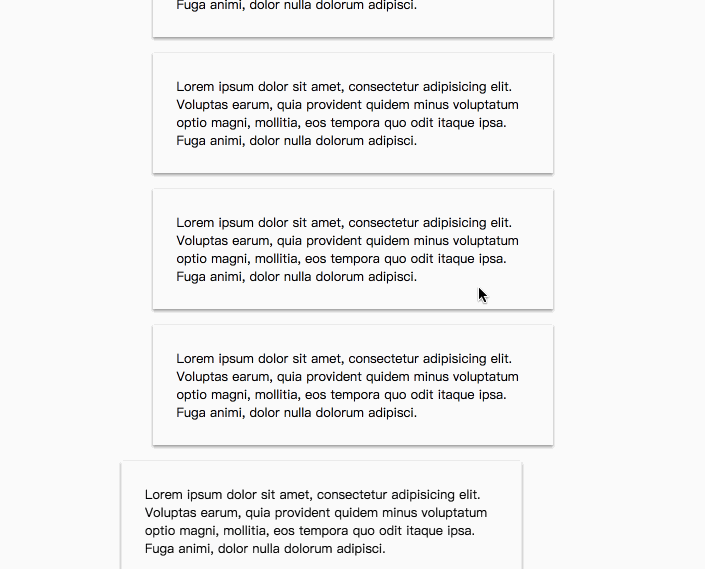 Fuga animi, dolor nulla dolorum adipisci.
Lorem ipsum dolor sit amet, consectetur adipisicing elit.
Voluptas earum, quia provident quidem minus voluptatum
optio magni, mollitia, eos tempora quo odit itaque ipsa.
Fuga animi, dolor nulla dolorum adipisci.
Lorem ipsum dolor sit amet, consectetur adipisicing elit.
Voluptas earum, quia provident quidem minus voluptatum
optio magni, mollitia, eos tempora quo odit itaque ipsa.
Fuga animi, dolor nulla dolorum adipisci.
Lorem ipsum dolor sit amet, consectetur adipisicing elit.
Voluptas earum, quia provident quidem minus voluptatum
optio magni, mollitia, eos tempora quo odit itaque ipsa.
Fuga animi, dolor nulla dolorum adipisci.
Lorem ipsum dolor sit amet, consectetur adipisicing elit.
Voluptas earum, quia provident quidem minus voluptatum
optio magni, mollitia, eos tempora quo odit itaque ipsa.
Fuga animi, dolor nulla dolorum adipisci.